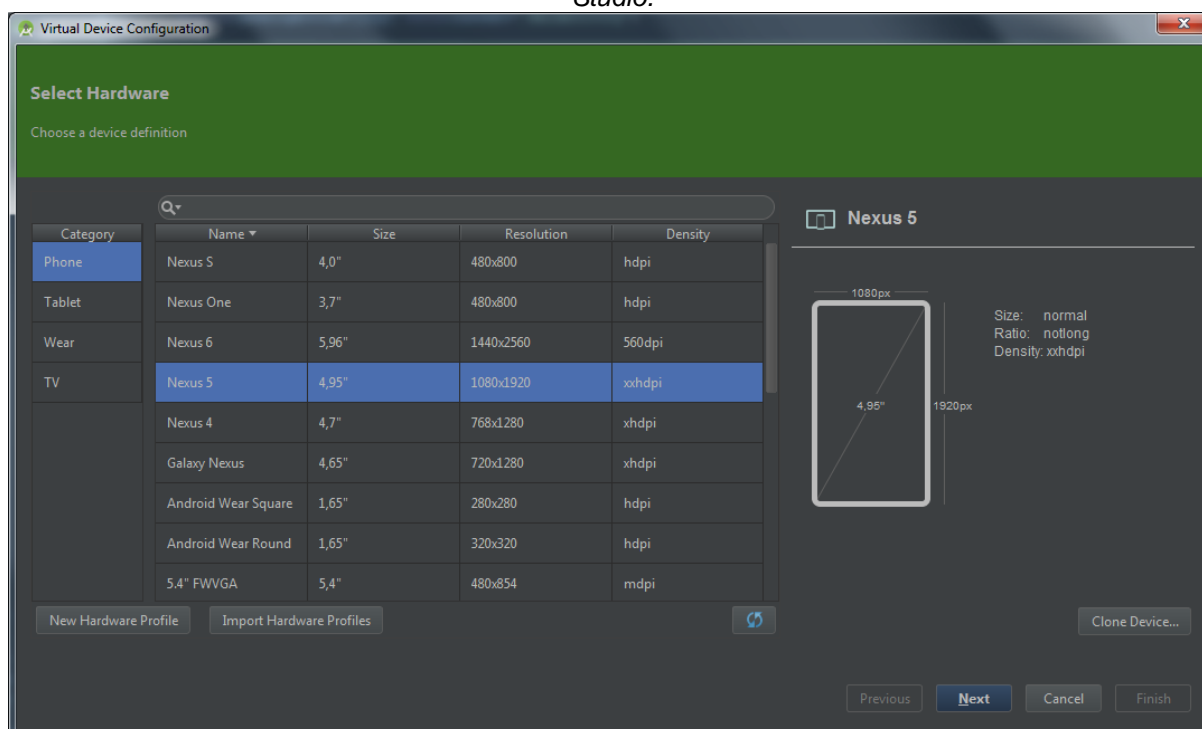 Studio.
Virtual Device Configuration
x
Select Hardware
Choose a device definition
Category
Phone
Tablet
Wear
TV
Name Size Resolution Density
Nexus S 4,0" 480x800 hdpi
Nexus One 3,7" 480x800 hdpi
Nexus 6 5,96" 1440x2560 560dpi
Nexus 5 4,95" 1080x1920 xxhdpi
Nexus 4 4,7" 768x1280 xhdpi
Galaxy Nexus 4,65" 720x1280 xhdpi
Android Wear Square 1,65" 280x280 hdpi
Android Wear Round 1,65" 320x320 hdpi
5.4" FWVGA 5,4" 480x854 mdpi
New Hardware Profile Import Hardware Profiles
Nexus 5
1080px
4,95"
1920px
Size: normal
Ratio: notlong
Density: xxhdpi
Clone Device...
Previous Next Cancel Finish